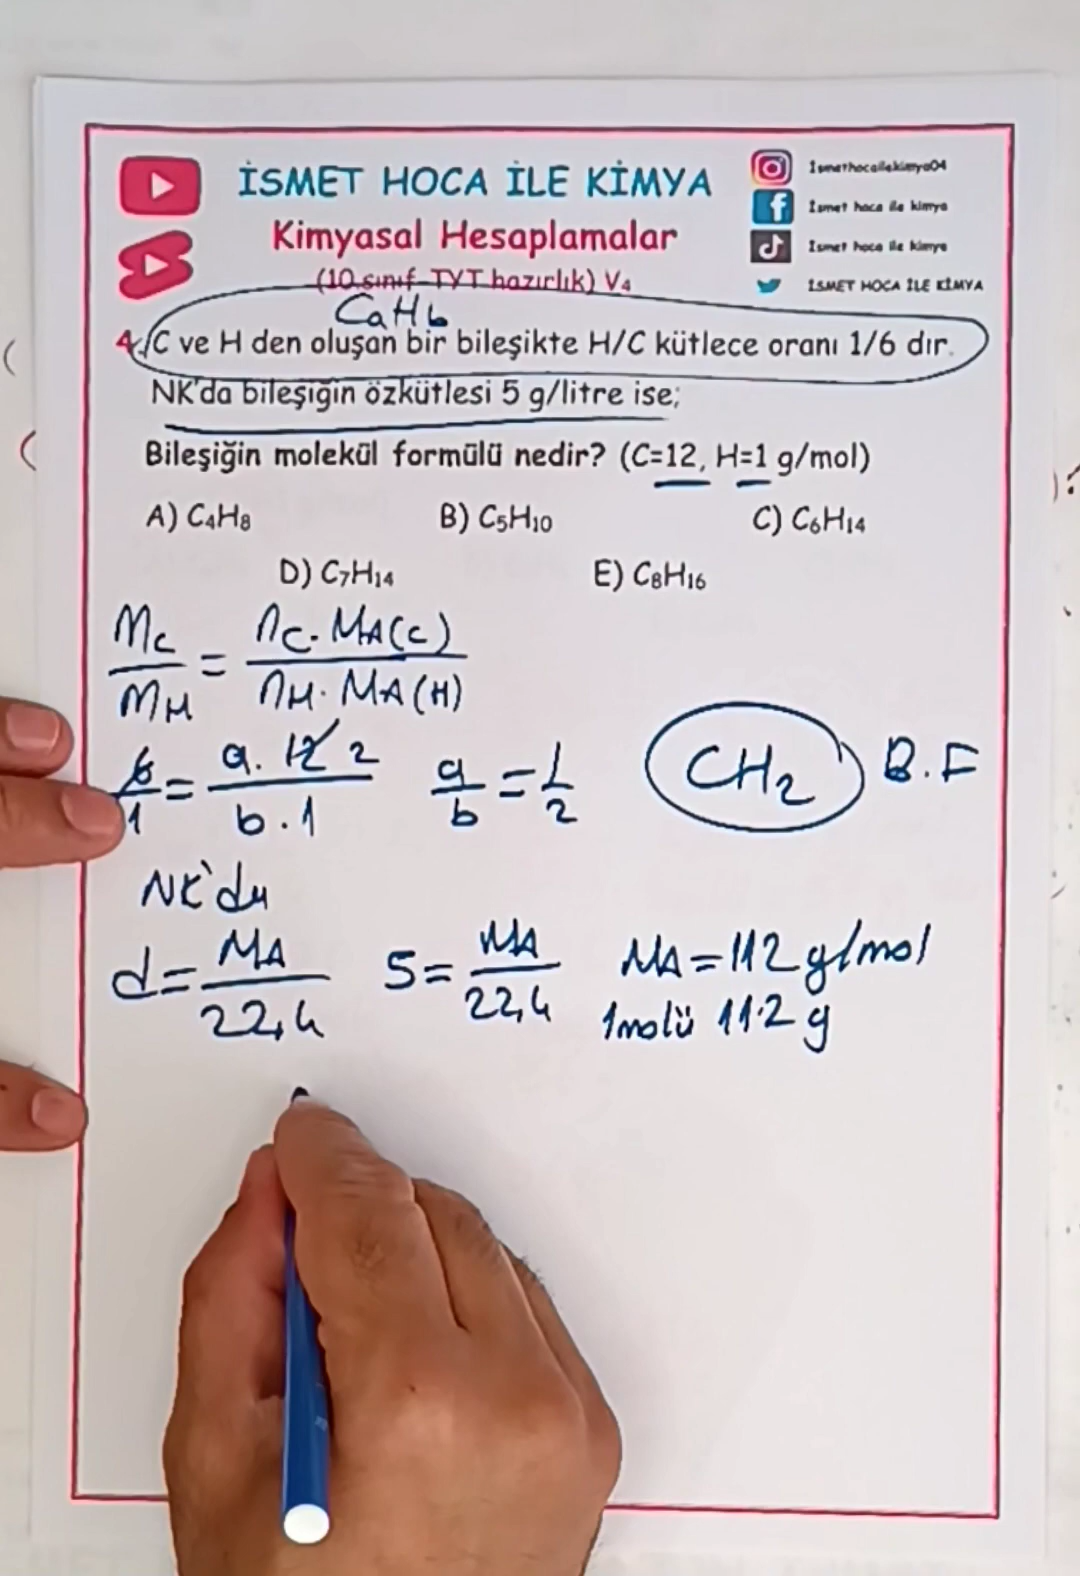 İSMET HOCA İLE KİMYA
Kimyasal Hesaplamalar
(10.sınıf-TYT hazırlık) V4
İsmethocailekimya04
İsmet hoca ile kimya
İsmet hoca ile kimya
İSMET HOCA İLE KİMYA
CaHb
4. C ve H den oluşan bir bileşikte H/C kütlece oranı 1/6 dır.
NK'da bileşiğin özkütlesi 5 g/litre ise;
Bileşiğin molekül formülü nedir? (C=12, H=1 g/mol)
A) C4H8 B) C5H10 C) C6H14
D) C7H14 E) C8H16
mC/mH = nC.MA(C)/nH.MA(H)
6/1 = a.12 2/b.1 a/b = 1/2 CH2 B.F
NK'da
d = MA/22,4 5 = MA/22,4 MA = 112 g/mol
1molü 112 g